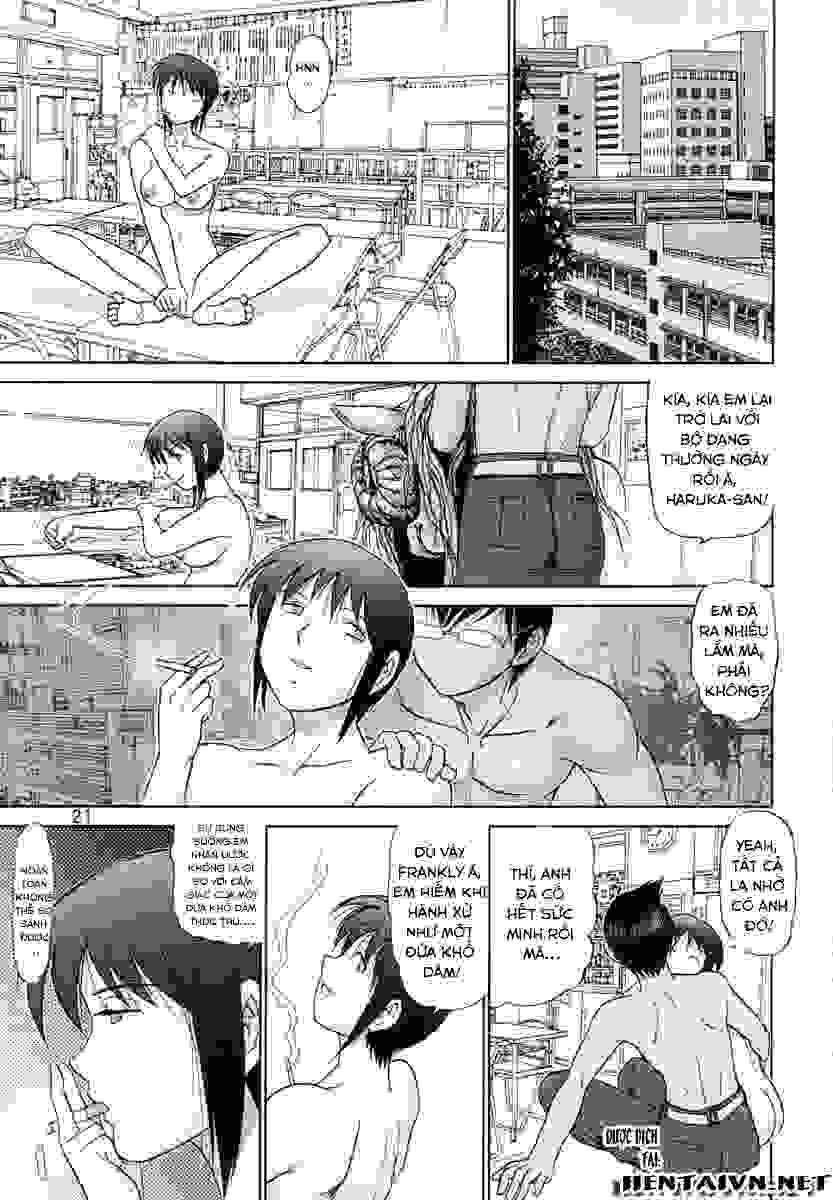 HNN
..
KÌA, KÌA EM LẠI
TRỞ LẠI VỚI
BỘ DẠNG
THƯỜNG NGÀY
RỒI À,
HARUKA-SAN!
EM ĐÃ
RA NHIỀU
LẮM MÀ,
PHẢI
KHÔNG?
21
YEAH,
TẤT CẢ
LÀ NHỜ
CÓ ANH
ĐÓ!
THÌ, ANH
ĐÃ CỐ
HẾT SỨC
MÌNH RỒI
MÀ...
DÙ VẬY
FRANKLY Á,
EM HIẾM KHI
HÀNH XỬ
NHƯ MỘT
ĐỨA KHỔ
DÂM!
SỰ SUNG
SƯỚNG EM
NHẬN ĐƯỢC
KHÔNG LÀ GÌ
SO VỚI CẢM
GIÁC CỦA MỘT
ĐỨA KHỔ DÂM
THỰC THỤ....
HOÀN
TOÀN
KHÔNG
THỂ SO
SÁNH
ĐƯỢC
..
ĐƯỢC DỊCH
TẠI:
HENTAIVN.NET